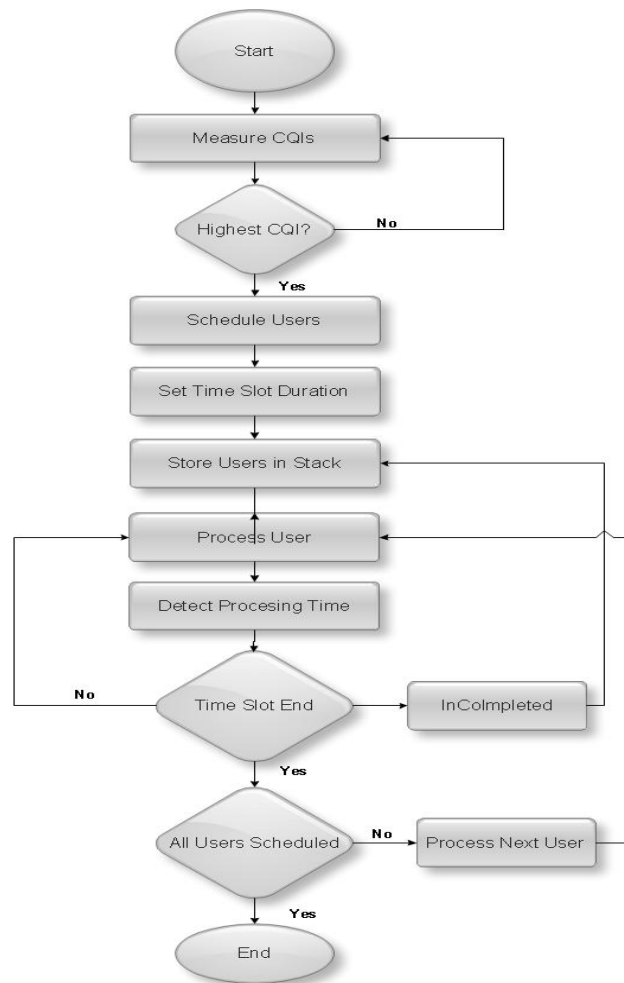 Start
Measure CQIs
Highest CQI?
No
Yes
Schedule Users
Set Time Slot Duration
Store Users in Stack
Process User
Detect Procesing Time
No
Time Slot End
InColmpleted
Yes
All Users Scheduled
No
Process Next User
Yes
End